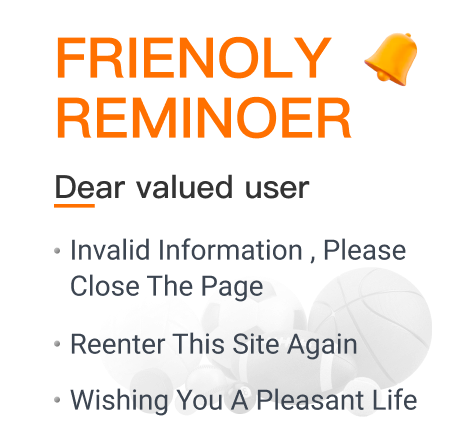 FRIENOLY
REMINOER
Dear valued user
Invalid Information , Please
Close The Page
Reenter This Site Again
Wishing You A Pleasant Life